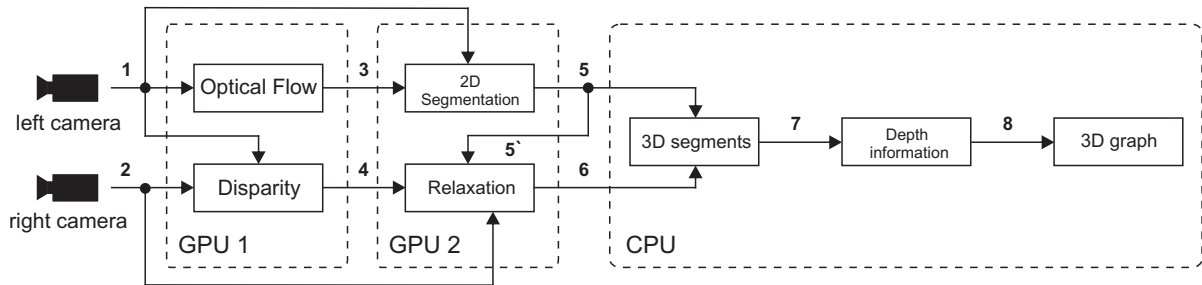 1
Optical Flow
3
2D
Segmentation
5
left camera
3D segments
7
Depth
information
8
3D graph
5`
2
Disparity
4
Relaxation
6
right camera
GPU 1
GPU 2
CPU